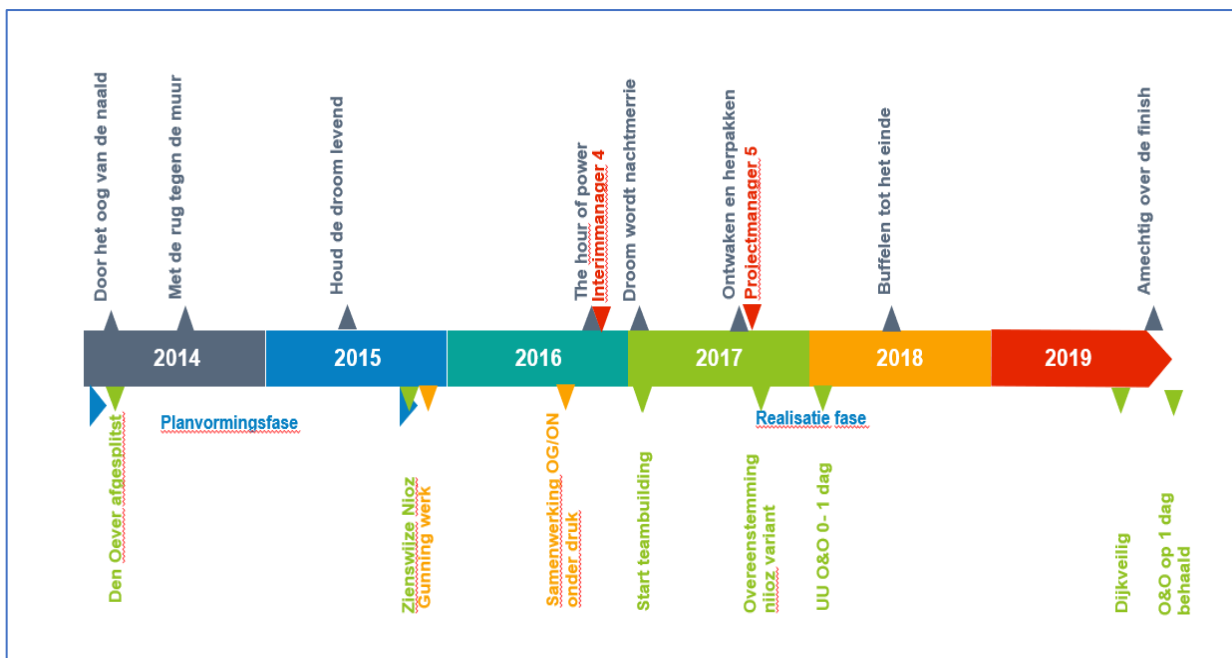 Door het oog van de naald
Met de rug tegen de muur
Houd de droom levend
The hour of power
Interimmanager 4
Droom wordt nachtmerrie
Ontwaken en herpakken
Projectmanager 5
Buffelen tot het einde
Amechtig over de finish
2014
2015
2016
2017
2018
2019
Planvormingsfase
Realisatie fase
Den Oever afgesplitst
Zienswijze Nioz
Gunning werk
Samenwerking OG/ON
onder druk
Start teambuilding
Overeenstemming
niioz variant
UU O&O 0- 1 dag
Dijkveilig
O&O op 1 dag
behaald